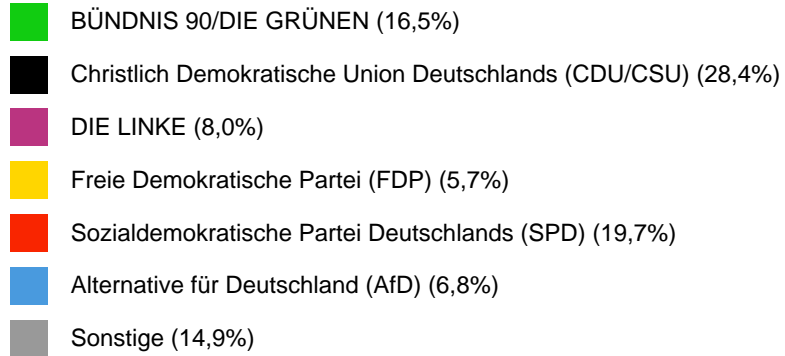 BÜNDNIS 90/DIE GRÜNEN (16,5%)
Christlich Demokratische Union Deutschlands (CDU/CSU) (28,4%)
DIE LINKE (8,0%)
Freie Demokratische Partei (FDP) (5,7%)
Sozialdemokratische Partei Deutschlands (SPD) (19,7%)
Alternative für Deutschland (AfD) (6,8%)
Sonstige (14,9%)